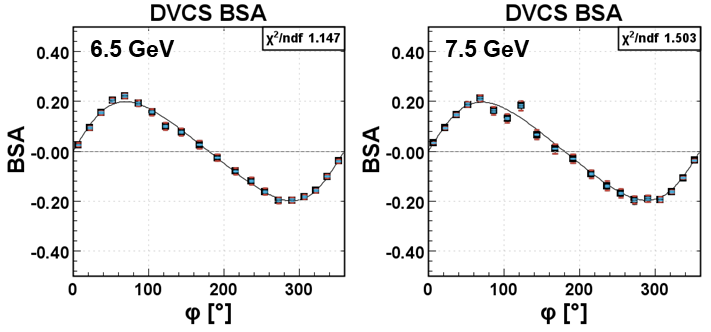 DVCS BSA
6.5 GeV
χ²/ndf 1.147
BSA
0.40
0.20
-0.00
-0.20
-0.40
0 100 200 300
φ [°]
DVCS BSA
7.5 GeV
χ²/ndf 1.503
BSA
0.40
0.20
-0.00
-0.20
-0.40
0 100 200 300
φ [°]